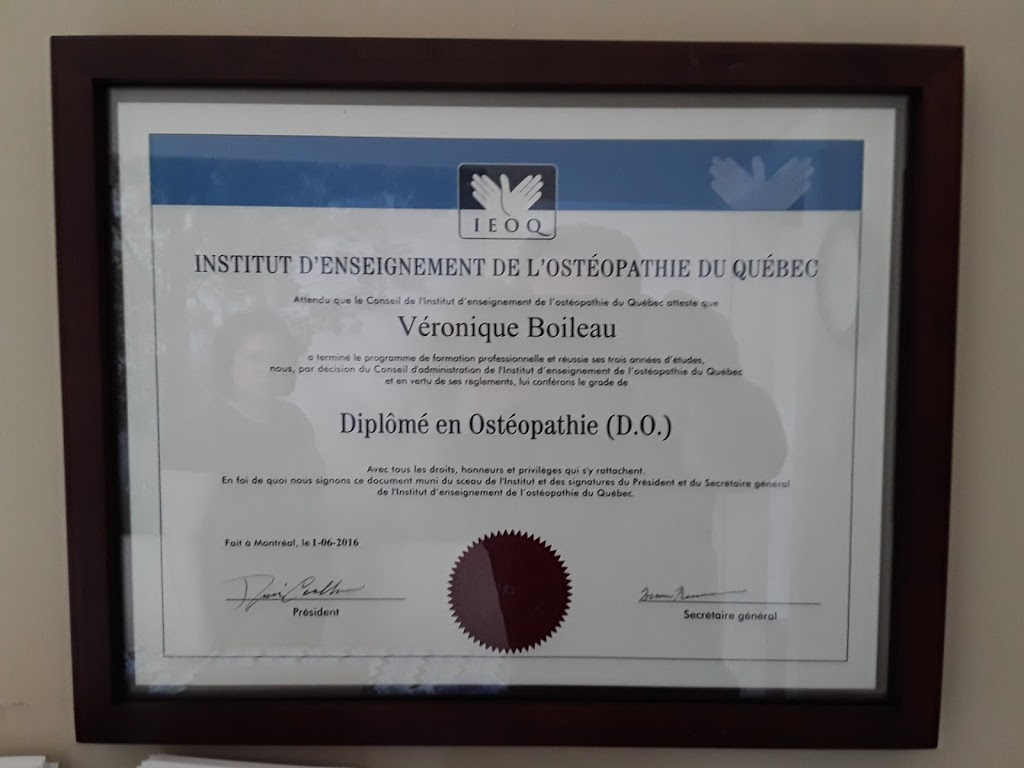 IEOQ
INSTITUT D'ENSEIGNEMENT DE L'OSTÉOPATHIE DU QUÉBEC
Attendu que le Conseil de l'Institut d'enseignement de l'ostéopathie du Québec atteste que
Véronique Boileau
a terminé le programme de formation professionnelle et réussie ses trois années d'études,
nous, par décision du Conseil d'administration de l'Institut d'enseignement de l'ostéopathie du Québec
et en vertu de ses règlements, lui conférons le grade de
Diplômé en Ostéopathie (D.O.)
Avec tous les droits, honneurs et privilèges qui s'y rattachent.
En foi de quoi nous signons ce document muni du sceau de l'Institut et des signatures du Président et du Secrétaire général
de l'Institut d'enseignement de l'ostéopathie du Québec.
Fait à Montréal, le 1-06-2016
Président
Secrétaire général